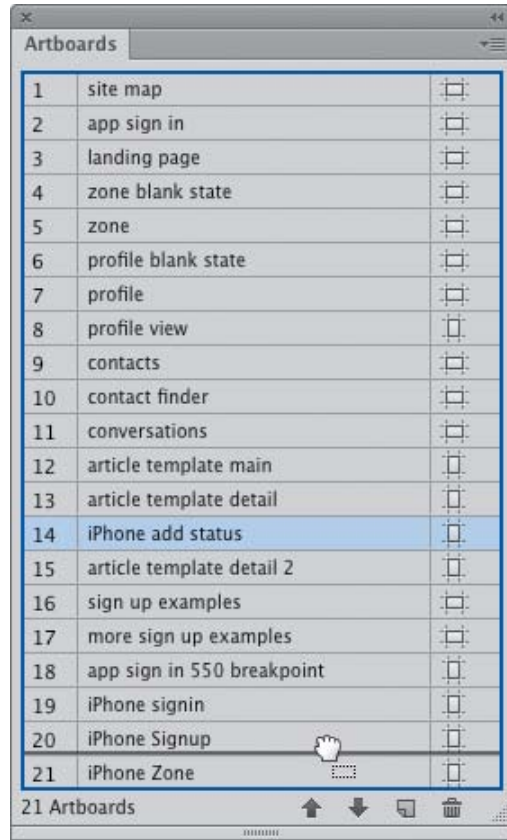 Artboards
1 site map
2 app sign in
3 landing page
4 zone blank state
5 zone
6 profile blank state
7 profile
8 profile view
9 contacts
10 contact finder
11 conversations
12 article template main
13 article template detail
14 iPhone add status
15 article template detail 2
16 sign up examples
17 more sign up examples
18 app sign in 550 breakpoint
19 iPhone signin
20 iPhone Signup
21 iPhone Zone
21 Artboards